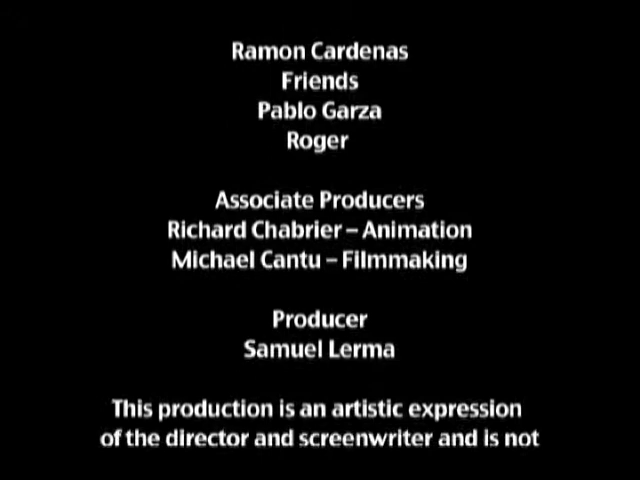 Ramon Cardenas
Friends
Pablo Garza
Roger
Associate Producers
Richard Chabrier – Animation
Michael Cantu – Filmmaking
Producer
Samuel Lerma
This production is an artistic expression
of the director and screenwriter and is not